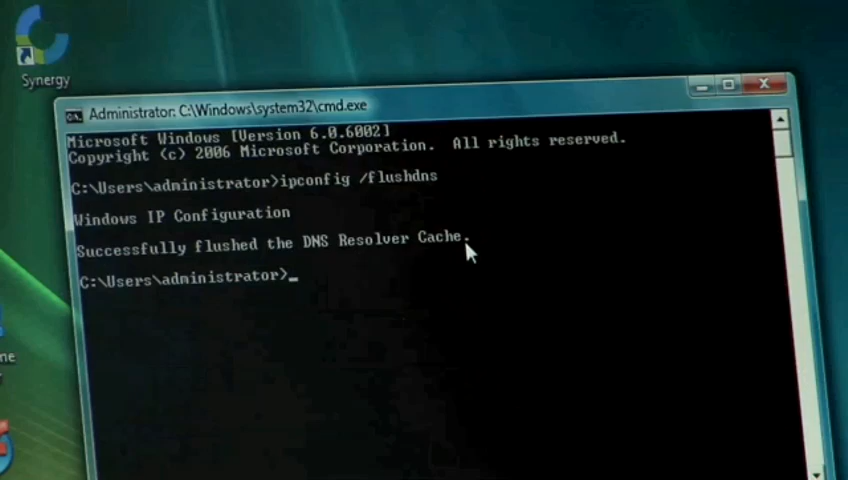 Synergy
Administrator: C:\Windows\system32\cmd.exe
Microsoft Windows [Version 6.0.6002]
Copyright (c) 2006 Microsoft Corporation.  All rights reserved.
C:\Users\administrator>ipconfig /flushdns
Windows IP Configuration
Successfully flushed the DNS Resolver Cache.
C:\Users\administrator>_